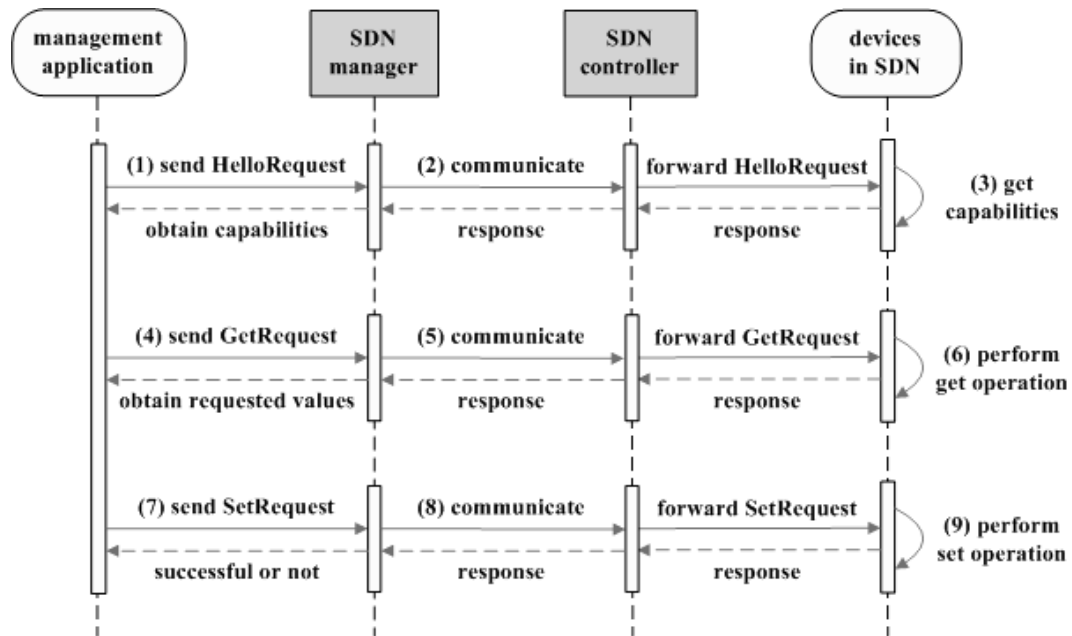 management
application
SDN
manager
SDN
controller
devices
in SDN
(1) send HelloRequest
(2) communicate
forward HelloRequest
(3) get
capabilities
obtain capabilities
response
response
(4) send GetRequest
(5) communicate
forward GetRequest
(6) perform
get operation
obtain requested values
response
response
(7) send SetRequest
(8) communicate
forward SetRequest
(9) perform
set operation
successful or not
response
response